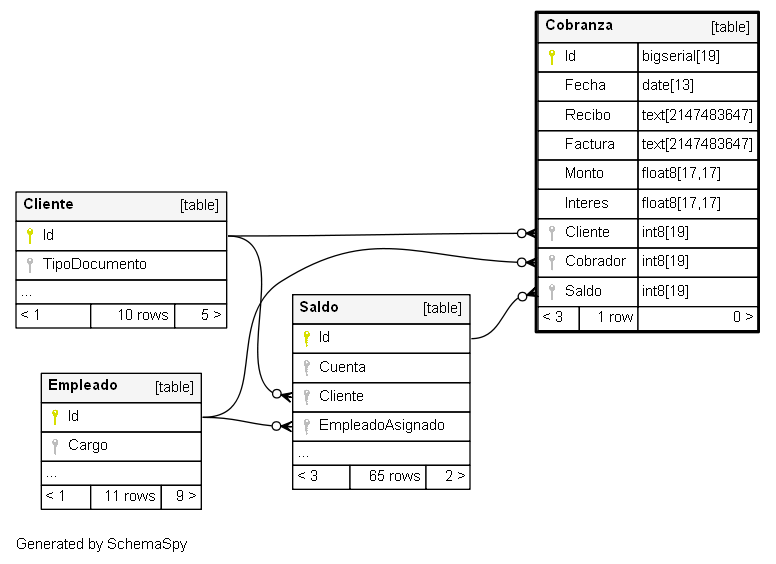 Cobranza [table]
Id bigserial[19]
Fecha date[13]
Recibo text[2147483647]
Factura text[2147483647]
Monto float8[17,17]
Interes float8[17,17]
Cliente int8[19]
Cobrador int8[19]
Saldo int8[19]
< 3 1 row 0 >
Cliente [table]
Id
TipoDocumento
...
< 1 10 rows 5 >
Saldo [table]
Id
Cuenta
Cliente
EmpleadoAsignado
...
< 3 65 rows 2 >
Empleado [table]
Id
Cargo
...
< 1 11 rows 9 >
Generated by SchemaSpy